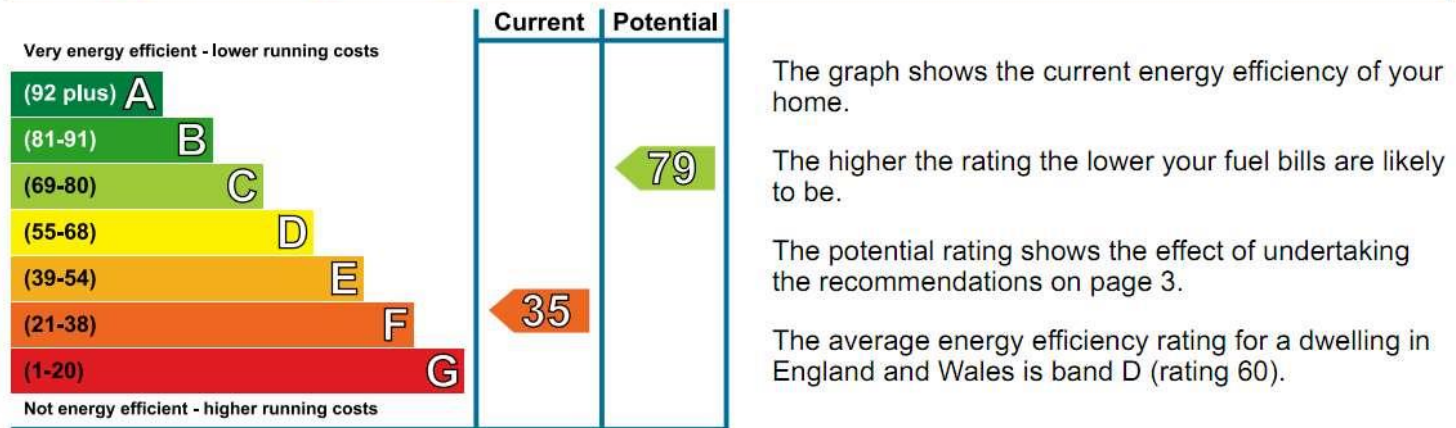 Current Potential
Very energy efficient - lower running costs
(92 plus) A
(81-91) B
(69-80) C
(55-68) D
(39-54) E
(21-38) F
(1-20) G
Not energy efficient - higher running costs
79
35
The graph shows the current energy efficiency of your
home.
The higher the rating the lower your fuel bills are likely
to be.
The potential rating shows the effect of undertaking
the recommendations on page 3.
The average energy efficiency rating for a dwelling in
England and Wales is band D (rating 60).